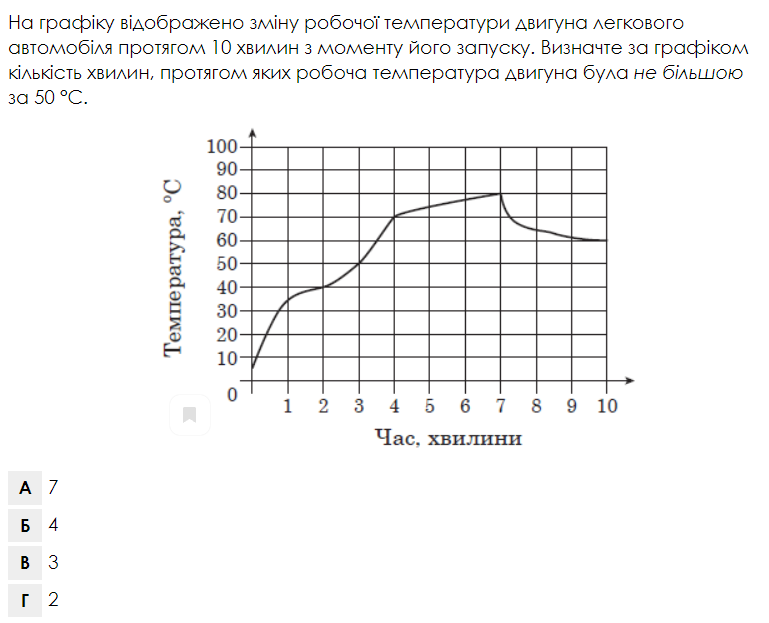 На графіку відображено зміну робочої температури двигуна легкового
автомобіля протягом 10 хвилин з моменту його запуску. Визначте за графіком
кількість хвилин, протягом яких робоча температура двигуна була не більшою
за 50 °C.
Температура, °C
100
90
80
70
60
50
40
30
20
10
0
1 2 3 4 5 6 7 8 9 10
Час, хвилини
А 7
Б 4
В 3
Г 2